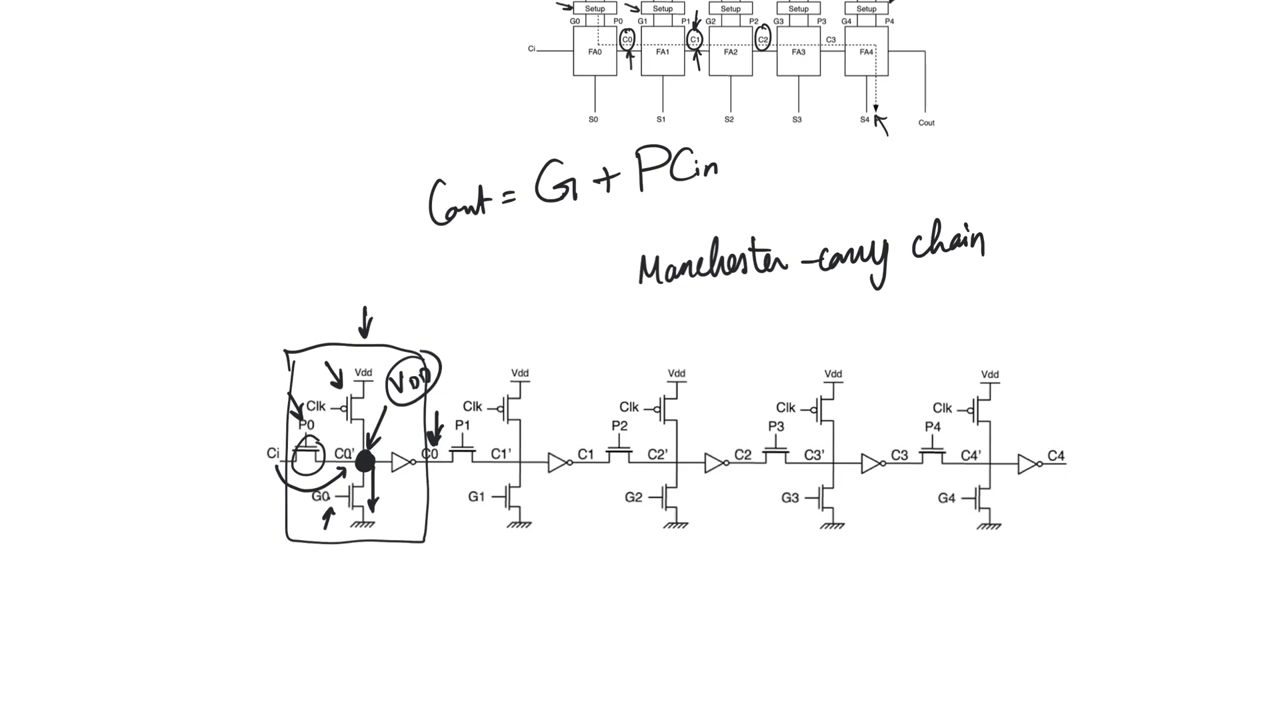 Setup Setup Setup Setup Setup
G0 P0 G1 P1 G2 P2 G3 P3 G4 P4
Ci FA0 C0 FA1 C1 FA2 C2 FA3 C3 FA4
S0 S1 S2 S3 S4 Cout
Cout = G + PCin
Manchester-carry chain
Vdd VDD Vdd Vdd Vdd Vdd
Clk Clk Clk Clk Clk
P0 P1 P2 P3 P4
Ci C0' C0 C1' C1 C2' C2 C3' C3 C4' C4
G0 G1 G2 G3 G4